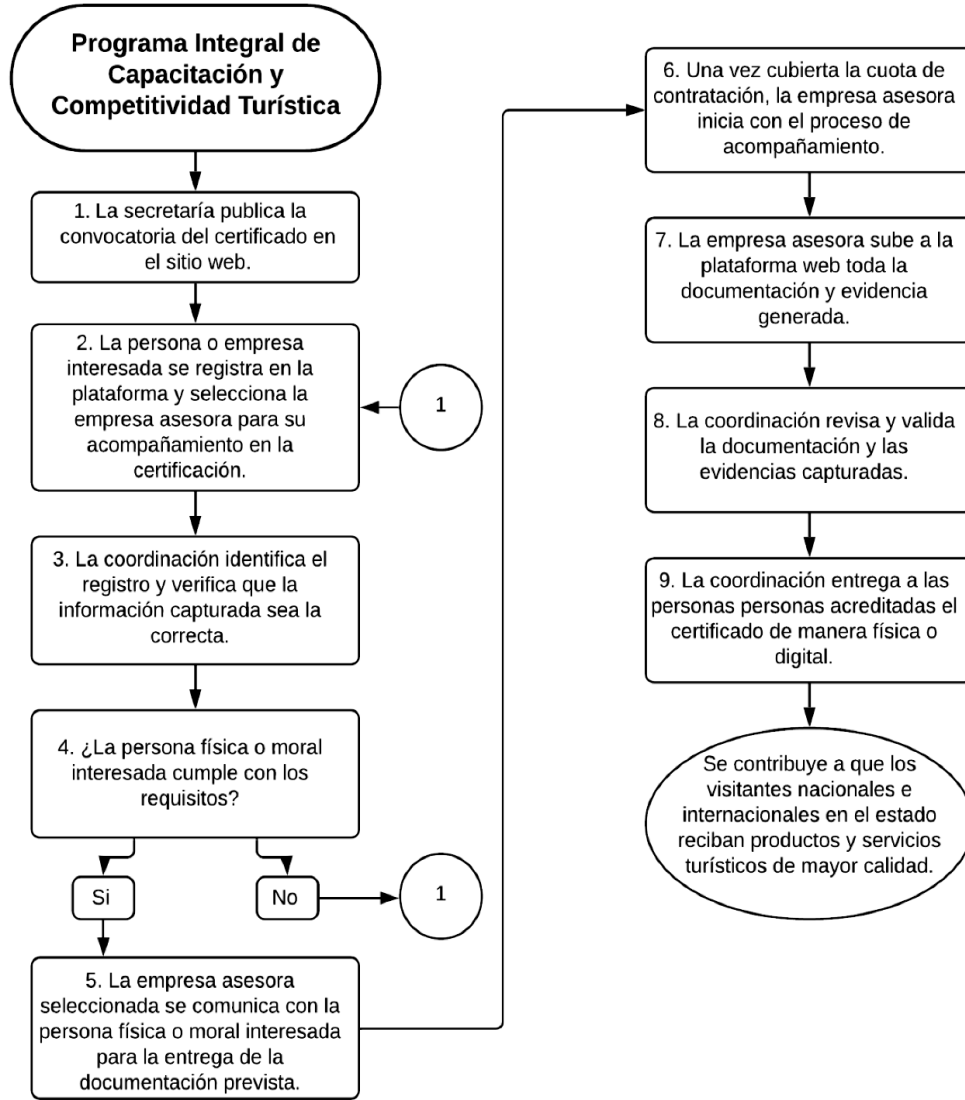 Programa Integral de
Capacitación y
Competitividad Turística
1. La secretaría publica la
convocatoria del certificado en
el sitio web.
2. La persona o empresa
interesada se registra en la
plataforma y selecciona la
empresa asesora para su
acompañamiento en la
certificación.
1
3. La coordinación identifica el
registro y verifica que la
información capturada sea la
correcta.
4. ¿La persona física o moral
interesada cumple con los
requisitos?
Si
No
1
5. La empresa asesora
seleccionada se comunica con la
persona física o moral interesada
para la entrega de la
documentación prevista.
6. Una vez cubierta la cuota de
contratación, la empresa asesora
inicia con el proceso de
acompañamiento.
7. La empresa asesora sube a la
plataforma web toda la
documentación y evidencia
generada.
8. La coordinación revisa y valida
la documentación y las
evidencias capturadas.
9. La coordinación entrega a las
personas personas acreditadas el
certificado de manera física o
digital.
Se contribuye a que los
visitantes nacionales e
internacionales en el estado
reciban productos y servicios
turísticos de mayor calidad.